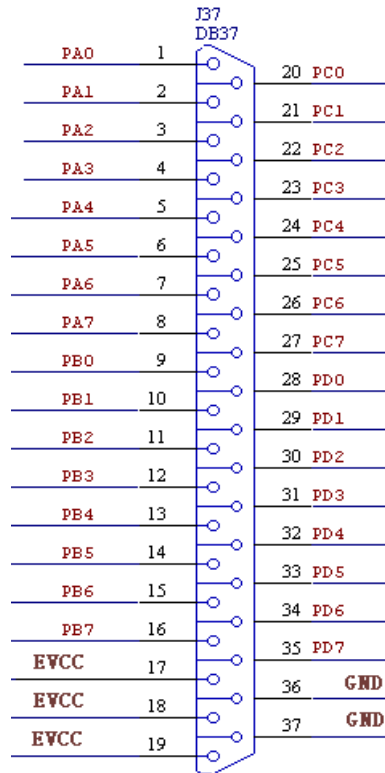 J37
DB37
PA0 1
20 PC0
PA1 2
21 PC1
PA2 3
22 PC2
PA3 4
23 PC3
PA4 5
24 PC4
PA5 6
25 PC5
PA6 7
26 PC6
PA7 8
27 PC7
PB0 9
28 PD0
PB1 10
29 PD1
PB2 11
30 PD2
PB3 12
31 PD3
PB4 13
32 PD4
PB5 14
33 PD5
PB6 15
34 PD6
PB7 16
35 PD7
EVCC 17
36 GND
EVCC 18
37 GND
EVCC 19